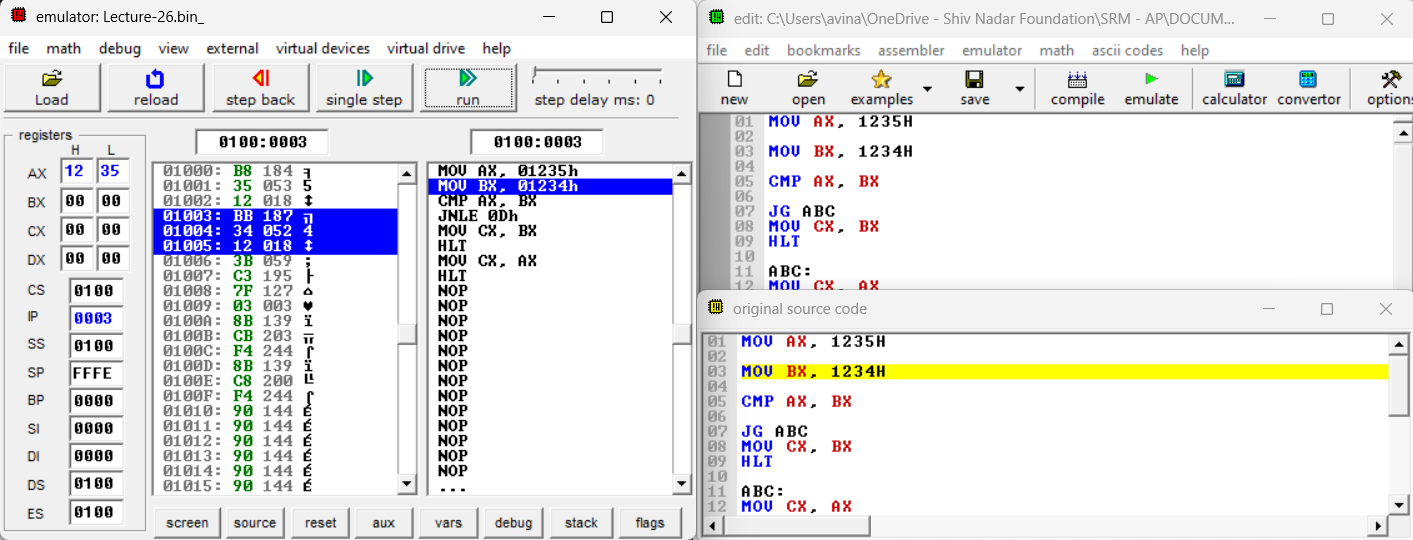 emulator: Lecture-26.bin_
file math debug view external virtual devices virtual drive help
Load reload step back single step run step delay ms: 0
registers
H L
AX 12 35
BX 00 00
CX 00 00
DX 00 00
CS 0100
IP 0003
SS 0100
SP FFFE
BP 0000
SI 0000
DI 0000
DS 0100
ES 0100
0100:0003
01000: B8 184 ╕
01001: 35 053 5
01002: 12 018 ↕
01003: BB 187 ╗
01004: 34 052 4
01005: 12 018 ↕
01006: 3B 059 ;
01007: C3 195 ├
01008: 7F 127 ⌂
01009: 03 003 ♥
0100A: 8B 139 ï
0100B: CB 203 ╦
0100C: F4 244 ⌠
0100D: 8B 139 ï
0100E: C8 200 ╚
0100F: F4 244 ⌠
01010: 90 144 É
01011: 90 144 É
01012: 90 144 É
01013: 90 144 É
01014: 90 144 É
01015: 90 144 É
0100:0003
MOV AX, 01235h
MOV BX, 01234h
CMP AX, BX
JNLE 0Dh
MOV CX, BX
HLT
MOV CX, AX
HLT
NOP
NOP
NOP
NOP
NOP
NOP
NOP
NOP
NOP
NOP
NOP
NOP
NOP
...
screen source reset aux vars debug stack flags
edit: C:\Users\avina\OneDrive - Shiv Nadar Foundation\SRM - AP\DOCUM...
file edit bookmarks assembler emulator math ascii codes help
new open examples save compile emulate calculator convertor options
01 MOV AX, 1235H
02
03 MOV BX, 1234H
04
05 CMP AX, BX
06
07 JG ABC
08 MOV CX, BX
09 HLT
10
11 ABC:
12 MOV CX, AX
original source code
01 MOV AX, 1235H
02
03 MOV BX, 1234H
04
05 CMP AX, BX
06
07 JG ABC
08 MOV CX, BX
09 HLT
10
11 ABC:
12 MOV CX, AX